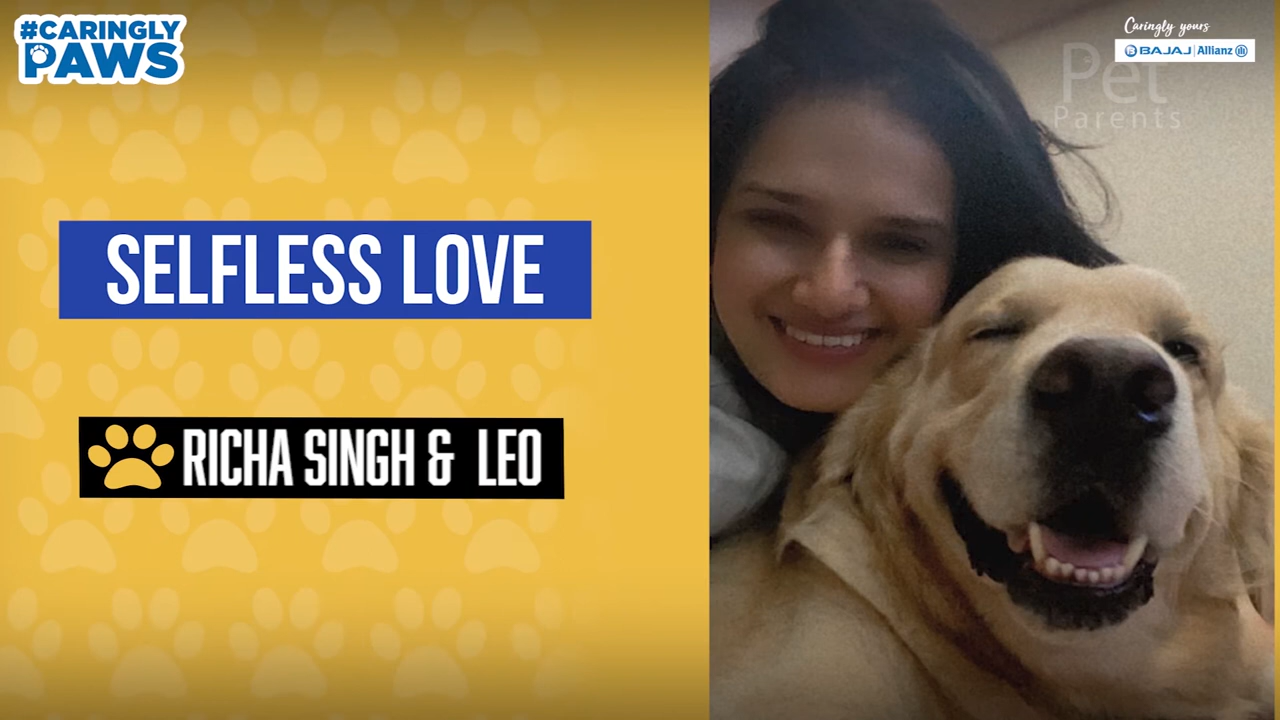 #CARINGLY
PAWS
Caringly yours
BAJAJ | Allianz
Pet
Parents
SELFLESS LOVE
RICHA SINGH & LEO